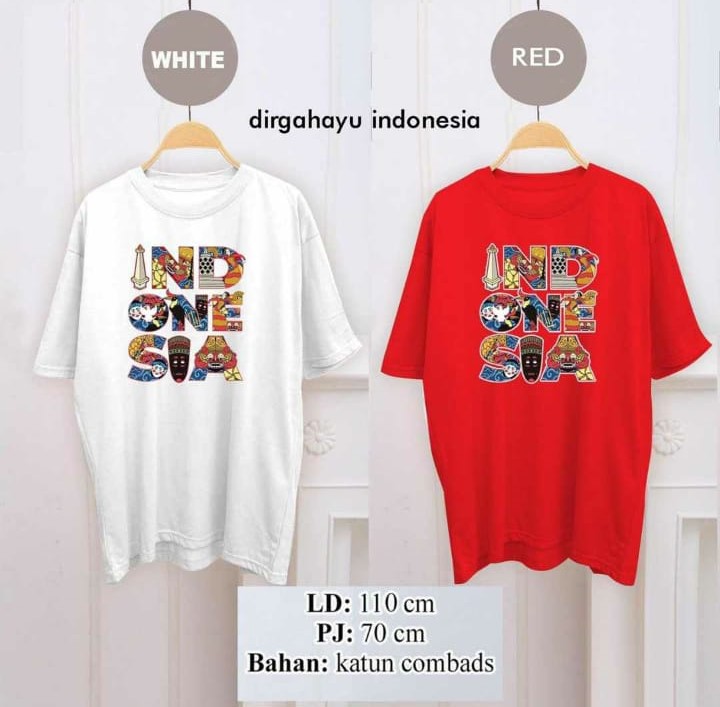 WHITE
RED
dirgahayu indonesia
IND
ONE
SIA
IND
ONE
SIA
LD: 110 cm
PJ: 70 cm
Bahan: katun combads